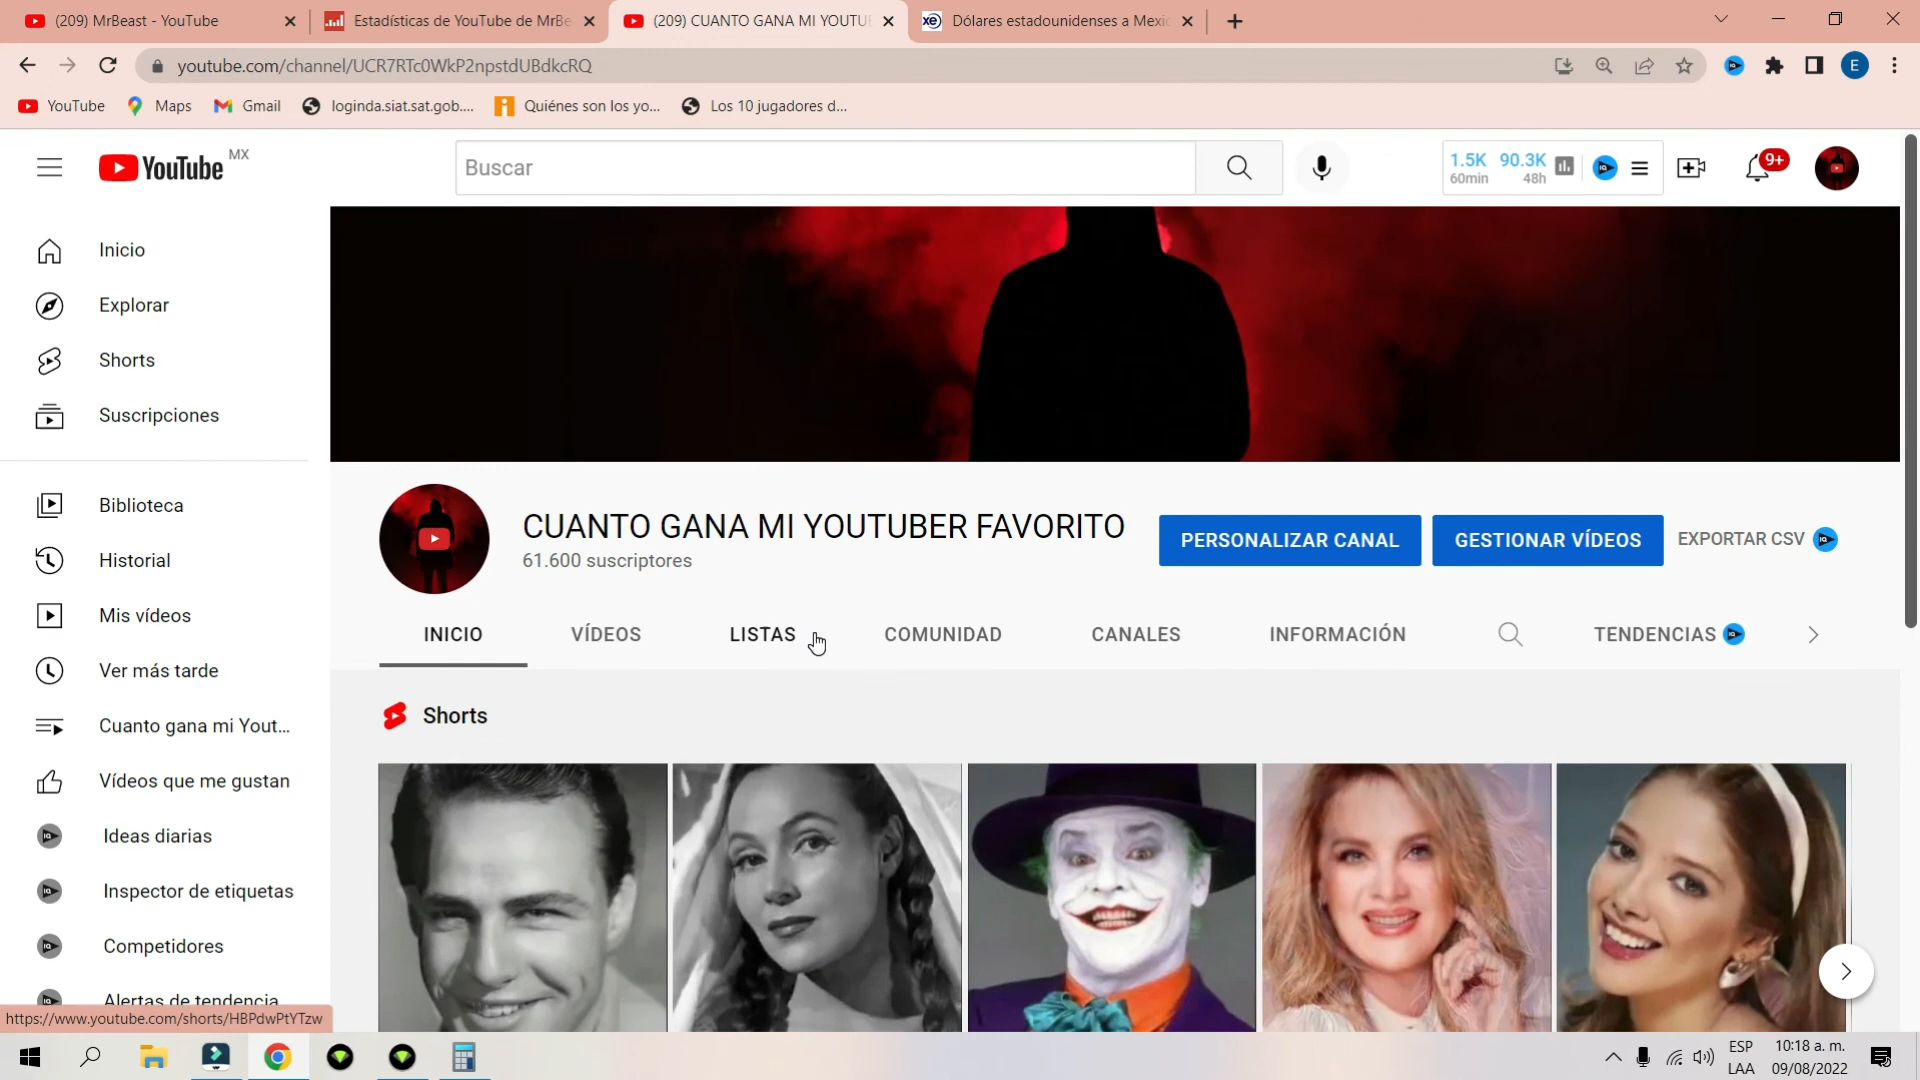 (209) MrBeast - YouTube
Estadísticas de YouTube de MrBe
(209) CUANTO GANA MI YOUTU
xe Dólares estadounidenses a Mexic
youtube.com/channel/UCR7RTc0WkP2npstdUBdkcRQ
E
YouTube
Maps
Gmail
loginda.siat.sat.gob....
Quiénes son los yo...
Los 10 jugadores d...
YouTube MX
Buscar
1.5K 90.3K
60min 48h
9+
Inicio
Explorar
Shorts
Suscripciones
Biblioteca
Historial
Mis vídeos
Ver más tarde
Cuanto gana mi Yout...
Vídeos que me gustan
Ideas diarias
Inspector de etiquetas
Competidores
Alertas de tendencia
CUANTO GANA MI YOUTUBER FAVORITO
61.600 suscriptores
PERSONALIZAR CANAL
GESTIONAR VÍDEOS
EXPORTAR CSV
INICIO
VÍDEOS
LISTAS
COMUNIDAD
CANALES
INFORMACIÓN
TENDENCIAS
Shorts
https://www.youtube.com/shorts/HBPdwPtYTzw
ESP
LAA
10:18 a. m.
09/08/2022